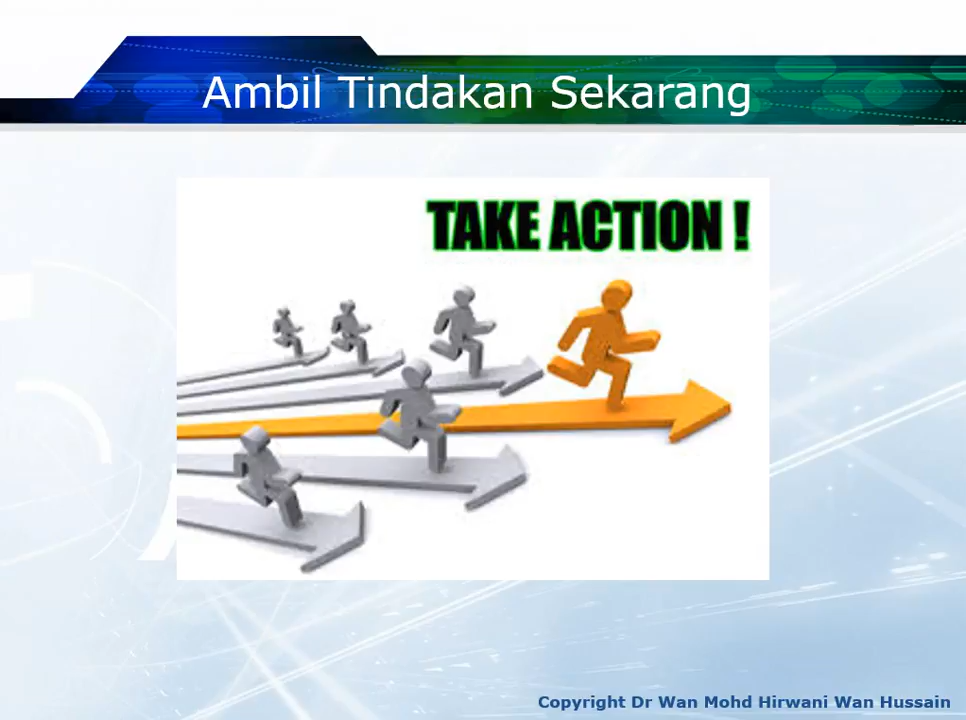 Ambil Tindakan Sekarang
TAKE ACTION !
Copyright Dr Wan Mohd Hirwani Wan Hussain